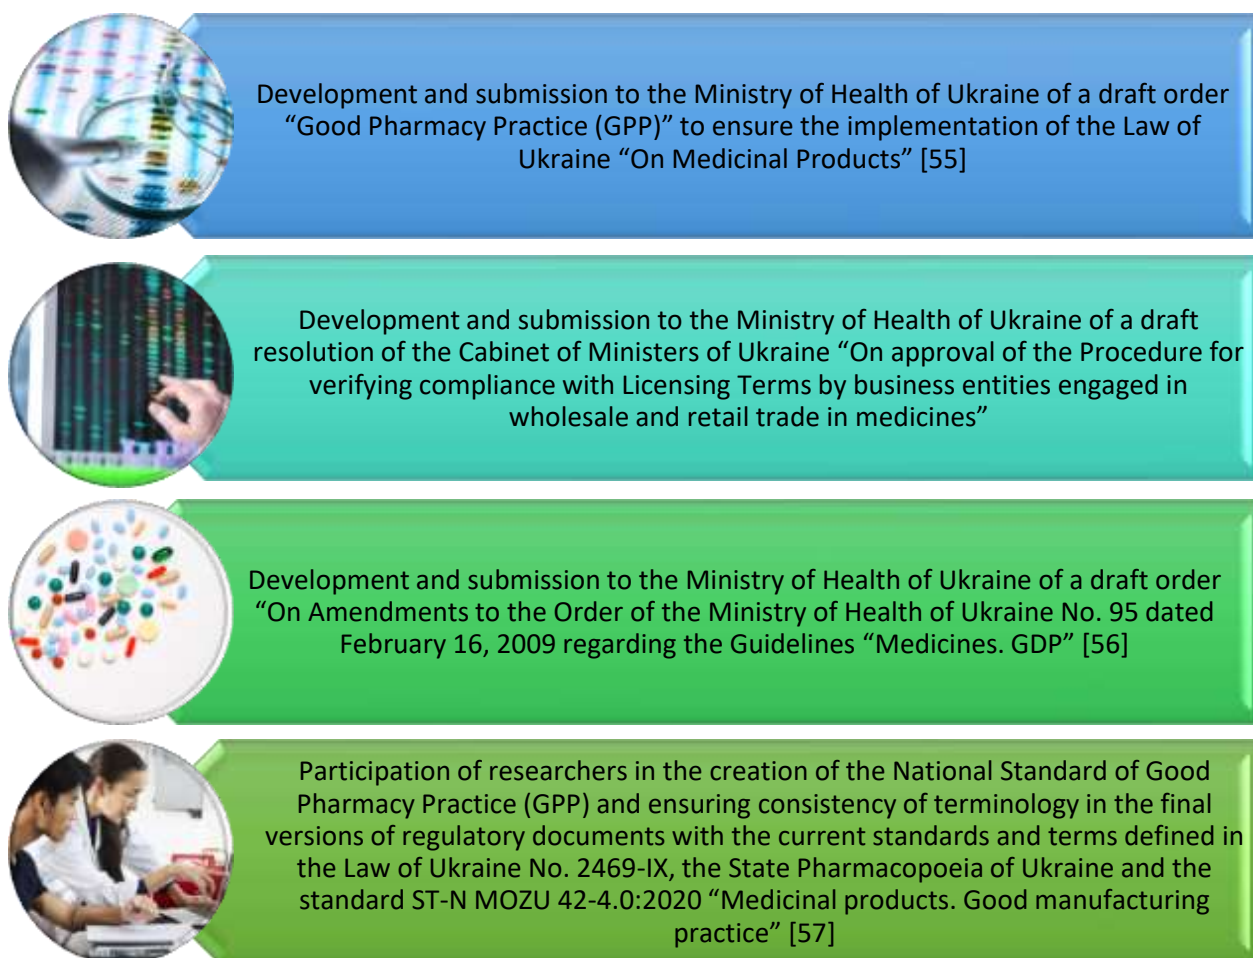 Development and submission to the Ministry of Health of Ukraine of a draft order
“Good Pharmacy Practice (GPP)” to ensure the implementation of the Law of
Ukraine “On Medicinal Products” [55]
Development and submission to the Ministry of Health of Ukraine of a draft
resolution of the Cabinet of Ministers of Ukraine “On approval of the Procedure for
verifying compliance with Licensing Terms by business entities engaged in
wholesale and retail trade in medicines”
Development and submission to the Ministry of Health of Ukraine of a draft order
“On Amendments to the Order of the Ministry of Health of Ukraine No. 95 dated
February 16, 2009 regarding the Guidelines “Medicines. GDP” [56]
Participation of researchers in the creation of the National Standard of Good
Pharmacy Practice (GPP) and ensuring consistency of terminology in the final
versions of regulatory documents with the current standards and terms defined in
the Law of Ukraine No. 2469-IX, the State Pharmacopoeia of Ukraine and the
standard ST-N MOZU 42-4.0:2020 “Medicinal products. Good manufacturing
practice” [57]